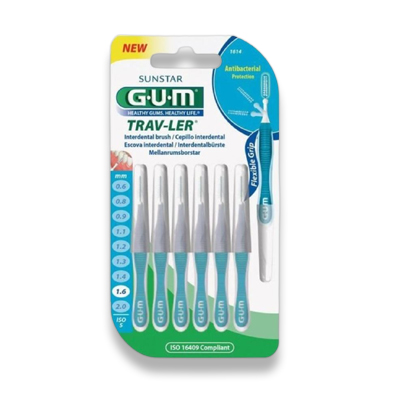 NEW
1614
SUNSTAR
G·U·M®
HEALTHY GUMS. HEALTHY LIFE.®
TRAV-LER®
Interdental brush / Cepillo interdental
Escova interdental / Interdentalbürste
Mellanrumsborstar
Antibacterial
Protection
Flexible Grip
mm
0.6
0.8
0.9
1.1
1.2
1.3
1.4
1.6
2.0
ISO
5
G·U·M
G·U·M
G·U·M
G·U·M
G·U·M
G·U·M
ISO 16409 Compliant